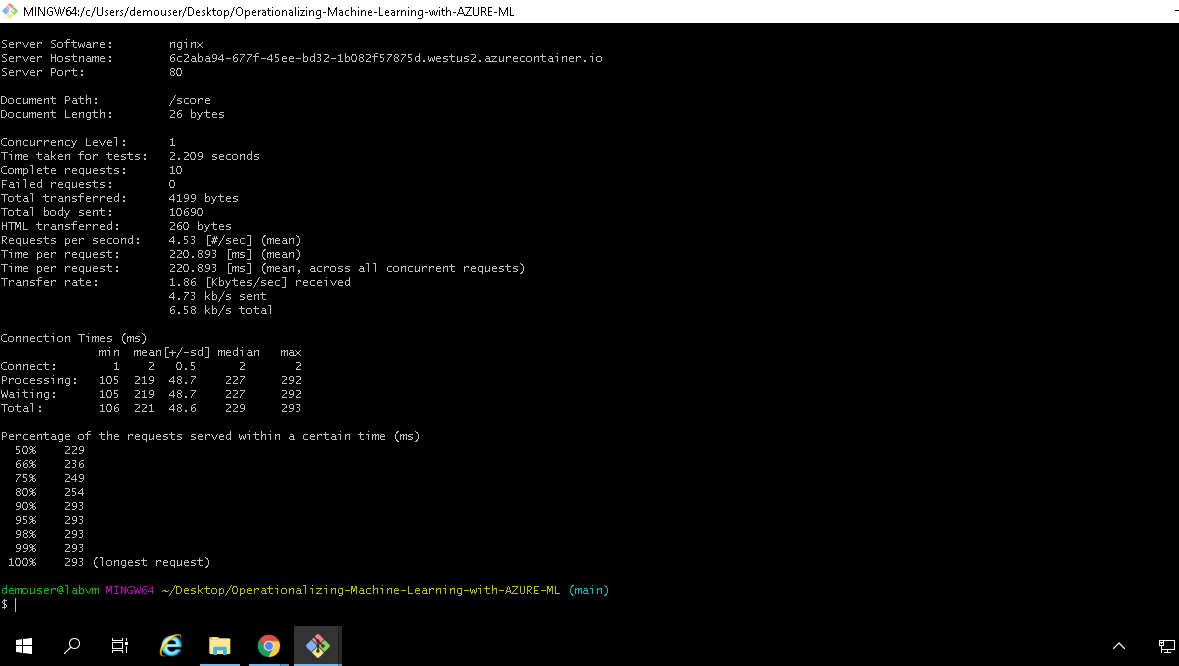 MINGW64:/c/Users/demouser/Desktop/Operationalizing-Machine-Learning-with-AZURE-ML
Server Software:        nginx
Server Hostname:        6c2aba94-677f-45ee-bd32-1b082f57875d.westus2.azurecontainer.io
Server Port:            80
Document Path:          /score
Document Length:        26 bytes
Concurrency Level:      1
Time taken for tests:   2.209 seconds
Complete requests:      10
Failed requests:        0
Total transferred:      4199 bytes
Total body sent:        10690
HTML transferred:       260 bytes
Requests per second:    4.53 [#/sec] (mean)
Time per request:       220.893 [ms] (mean)
Time per request:       220.893 [ms] (mean, across all concurrent requests)
Transfer rate:          1.86 [Kbytes/sec] received
                        4.73 kb/s sent
                        6.58 kb/s total
Connection Times (ms)
              min  mean[+/-sd] median   max
Connect:        1    2   0.5      2       2
Processing:   105  219  48.7    227     292
Waiting:      105  219  48.7    227     292
Total:        106  221  48.6    229     293
Percentage of the requests served within a certain time (ms)
  50%    229
  66%    236
  75%    249
  80%    254
  90%    293
  95%    293
  98%    293
  99%    293
 100%    293 (longest request)
demouser@labvm MINGW64 ~/Desktop/Operationalizing-Machine-Learning-with-AZURE-ML (main)
$